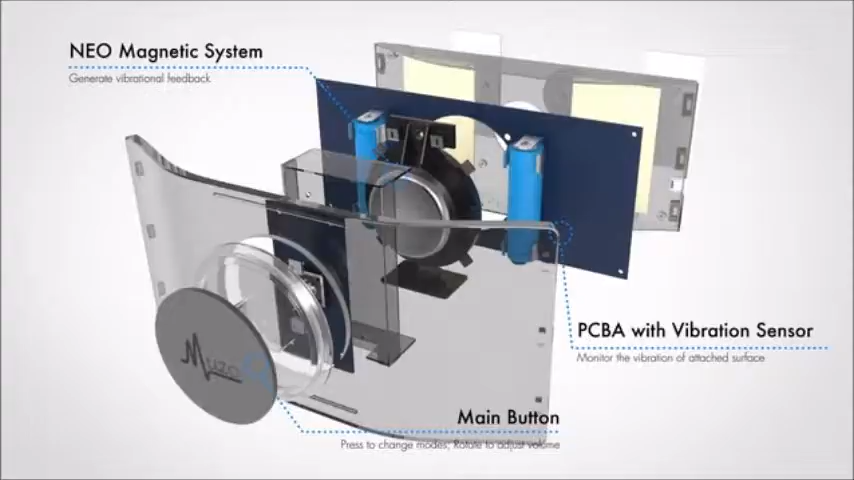 NEO Magnetic System
Generate vibrational feedback
PCBA with Vibration Sensor
Monitor the vibration of attached surface
Muzo
Main Button
Press to change modes; Rotate to adjust volume